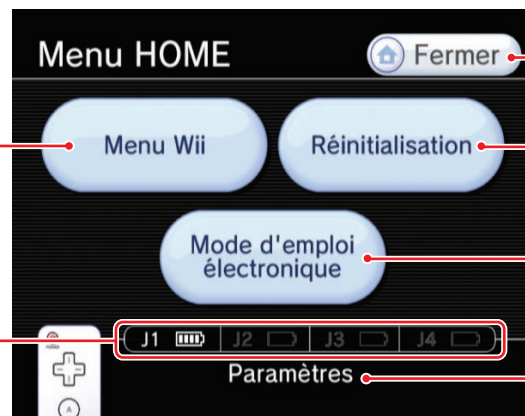 Menu HOME
Fermer
Menu Wii
Réinitialisation
Mode d'emploi
électronique
J1
J2
J3
J4
Paramètres
A